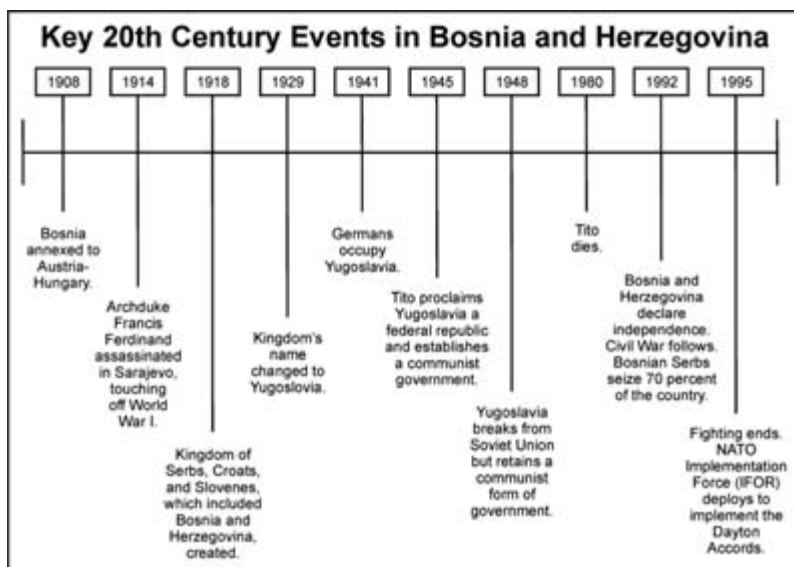 Key 20th Century Events in Bosnia and Herzegovina
1908
1914
1918
1929
1941
1945
1948
1980
1992
1995
Bosnia
annexed to
Austria-
Hungary.
Archduke
Francis
Ferdinand
assassinated
in Sarajevo,
touching
off World
War I.
Kingdom of
Serbs, Croats,
and Slovenes,
which included
Bosnia and
Herzegovina,
created.
Kingdom's
name
changed to
Yugoslovia.
Germans
occupy
Yugoslavia.
Tito proclaims
Yugoslavia a
federal republic
and establishes
a communist
government.
Yugoslavia
breaks from
Soviet Union
but retains a
communist
form of
government.
Tito
dies.
Bosnia and
Herzegovina
declare
independence.
Civil War follows.
Bosnian Serbs
seize 70 percent
of the country.
Fighting ends.
NATO
Implementation
Force (IFOR)
deploys to
implement the
Dayton
Accords.